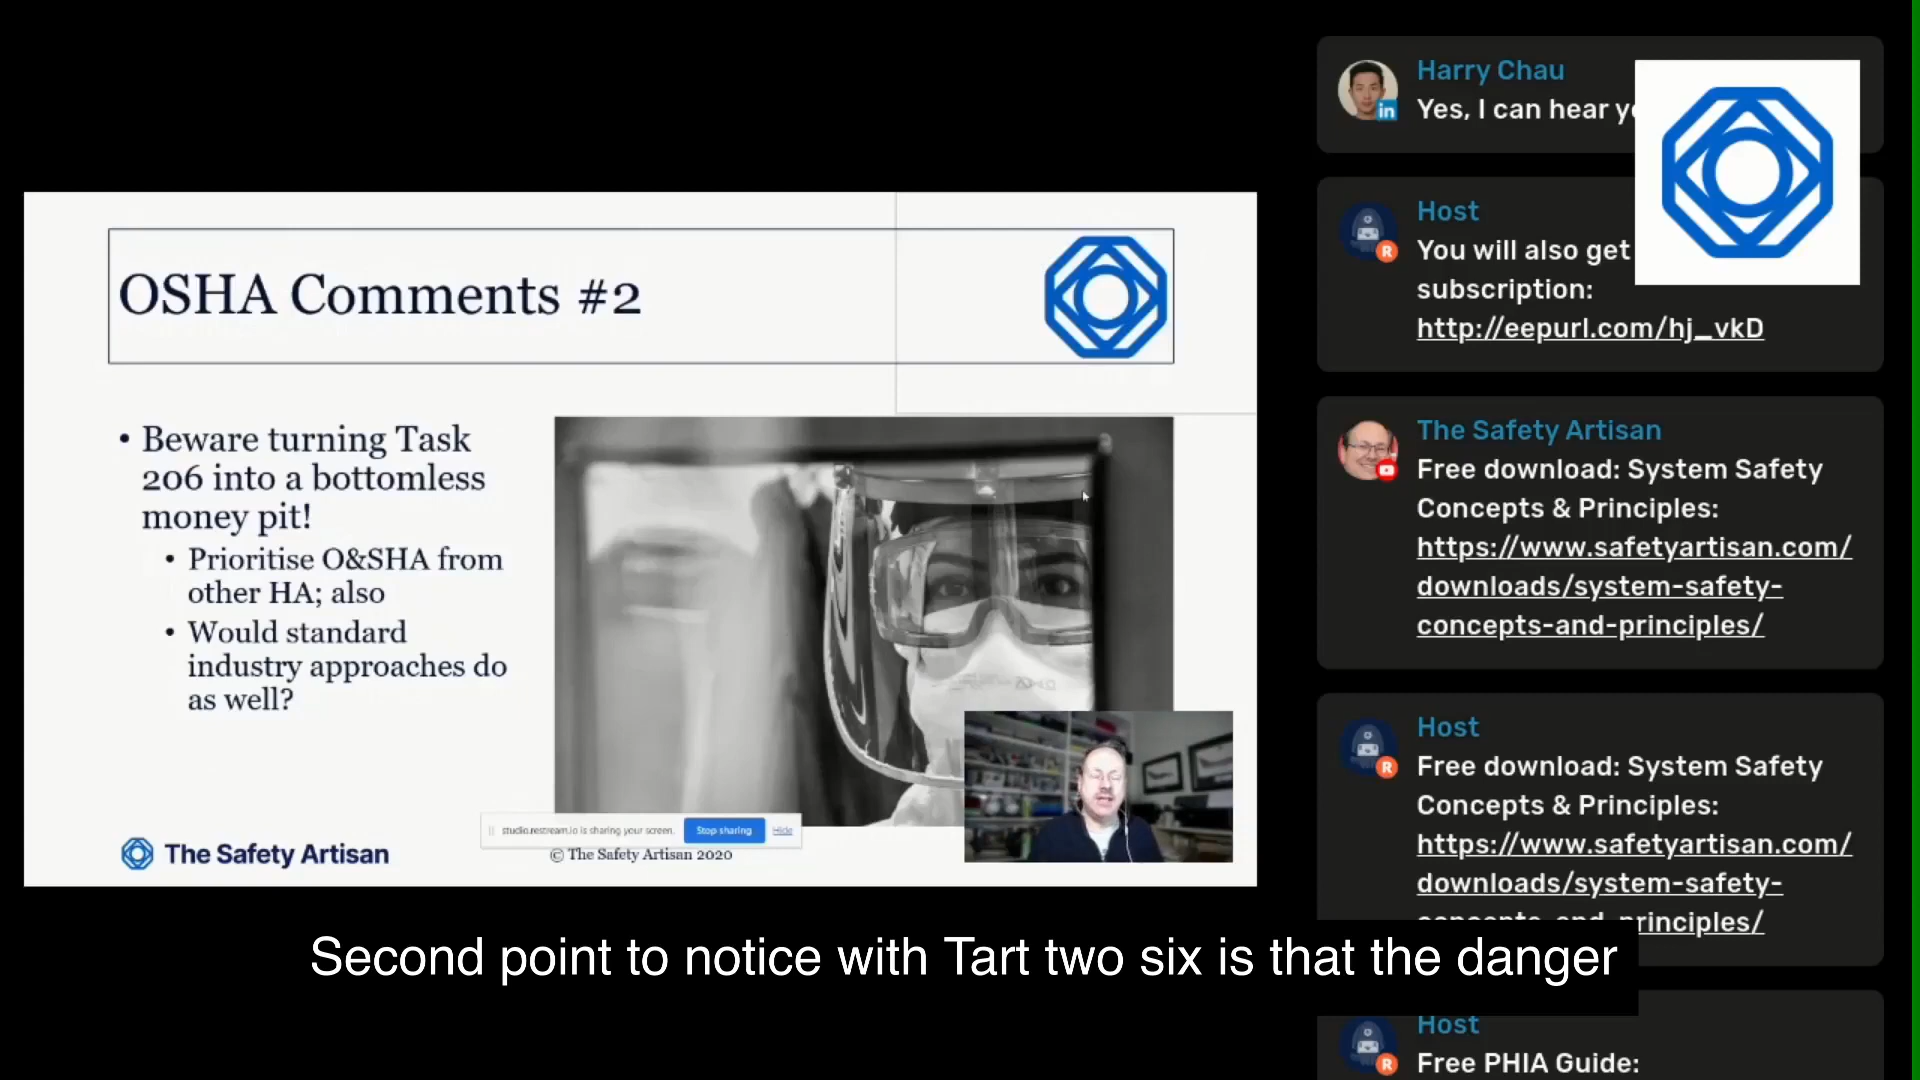 OSHA Comments #2
• Beware turning Task
206 into a bottomless
money pit!
• Prioritise O&SHA from
other HA; also
• Would standard
industry approaches do
as well?
studio.restream.io is sharing your screen.
Stop sharing
Hide
The Safety Artisan
© The Safety Artisan 2020
Harry Chau
in
Yes, I can hear
Host
R
You will also get
subscription:
http://eepurl.com/hj_vkD
The Safety Artisan
Free download: System Safety
Concepts & Principles:
https://www.safetyartisan.com/
downloads/system-safety-
concepts-and-principles/
Host
R
Free download: System Safety
Concepts & Principles:
https://www.safetyartisan.com/
downloads/system-safety-
concepts-and-principles/
Host
R
Free PHIA Guide:
Second point to notice with Tart two six is that the danger